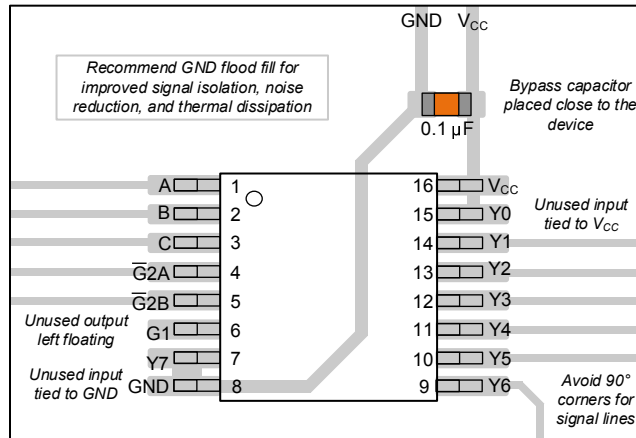 GND VCC
Recommend GND flood fill for
improved signal isolation, noise
reduction, and thermal dissipation
Bypass capacitor
placed close to the
device
0.1 µF
A 1 16 VCC
B 2 15 Y0
C 3 14 Y1
G̅2A 4 13 Y2
G̅2B 5 12 Y3
G1 6 11 Y4
Y7 7 10 Y5
GND 8 9 Y6
Unused input
tied to VCC
Unused output
left floating
Unused input
tied to GND
Avoid 90°
corners for
signal lines